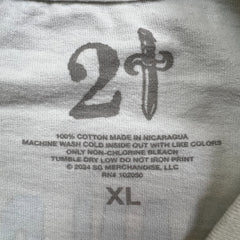 21
100% COTTON MADE IN NICARAGUA
MACHINE WASH COLD INSIDE OUT WITH LIKE COLORS
ONLY NON-CHLORINE BLEACH
TUMBLE DRY LOW DO NOT IRON PRINT
© 2024 SG MERCHANDISE, LLC
RN# 102050
XL